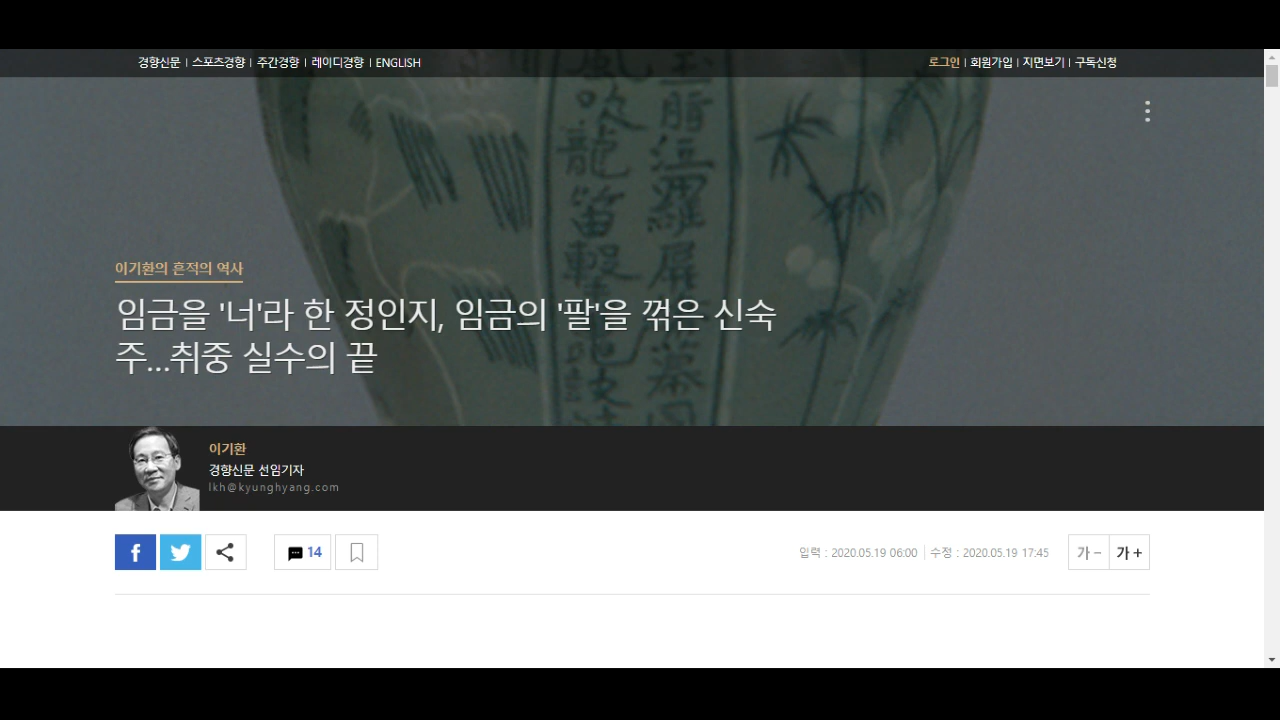 경향신문 | 스포츠경향 | 주간경향 | 레이디경향 | ENGLISH
로그인 | 회원가입 | 지면보기 | 구독신청
이기환의 흔적의 역사
임금을 '너'라 한 정인지, 임금의 '팔'을 꺾은 신숙
주...취중 실수의 끝
이기환
경향신문 선임기자
lkh@kyunghyang.com
f
14
입력 : 2020.05.19 06:00 | 수정 : 2020.05.19 17:45
가 -
가 +
吹
龍
笛
羅
屛